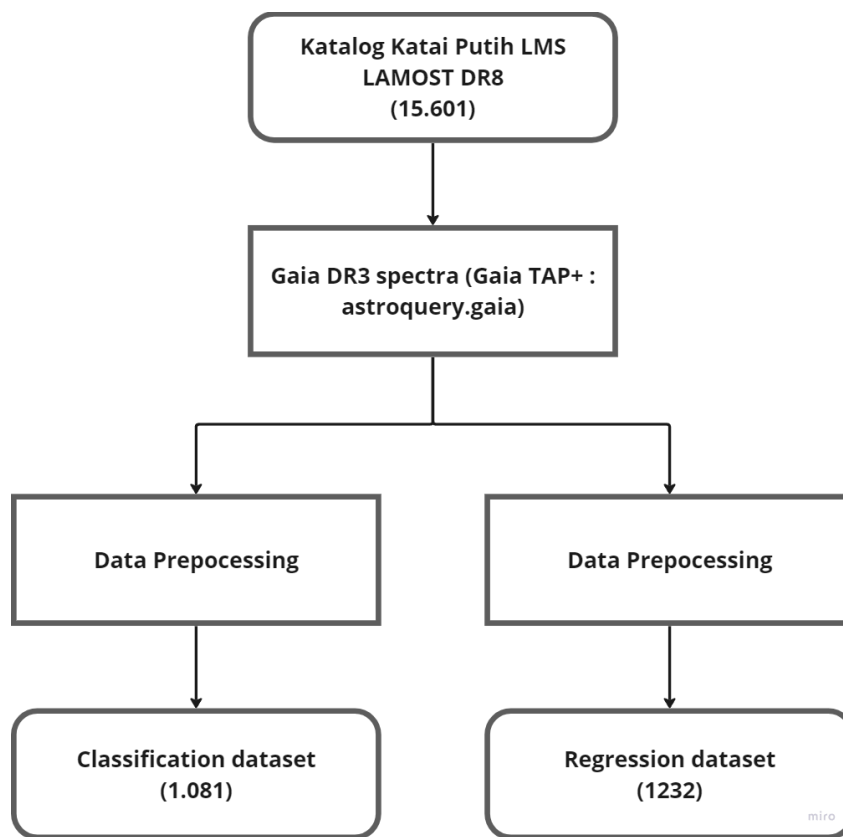 Katalog Katai Putih LMS
LAMOST DR8
(15.601)
Gaia DR3 spectra (Gaia TAP+ :
astroquery.gaia)
Data Prepocessing
Data Prepocessing
Classification dataset
(1.081)
Regression dataset
(1232)
miro